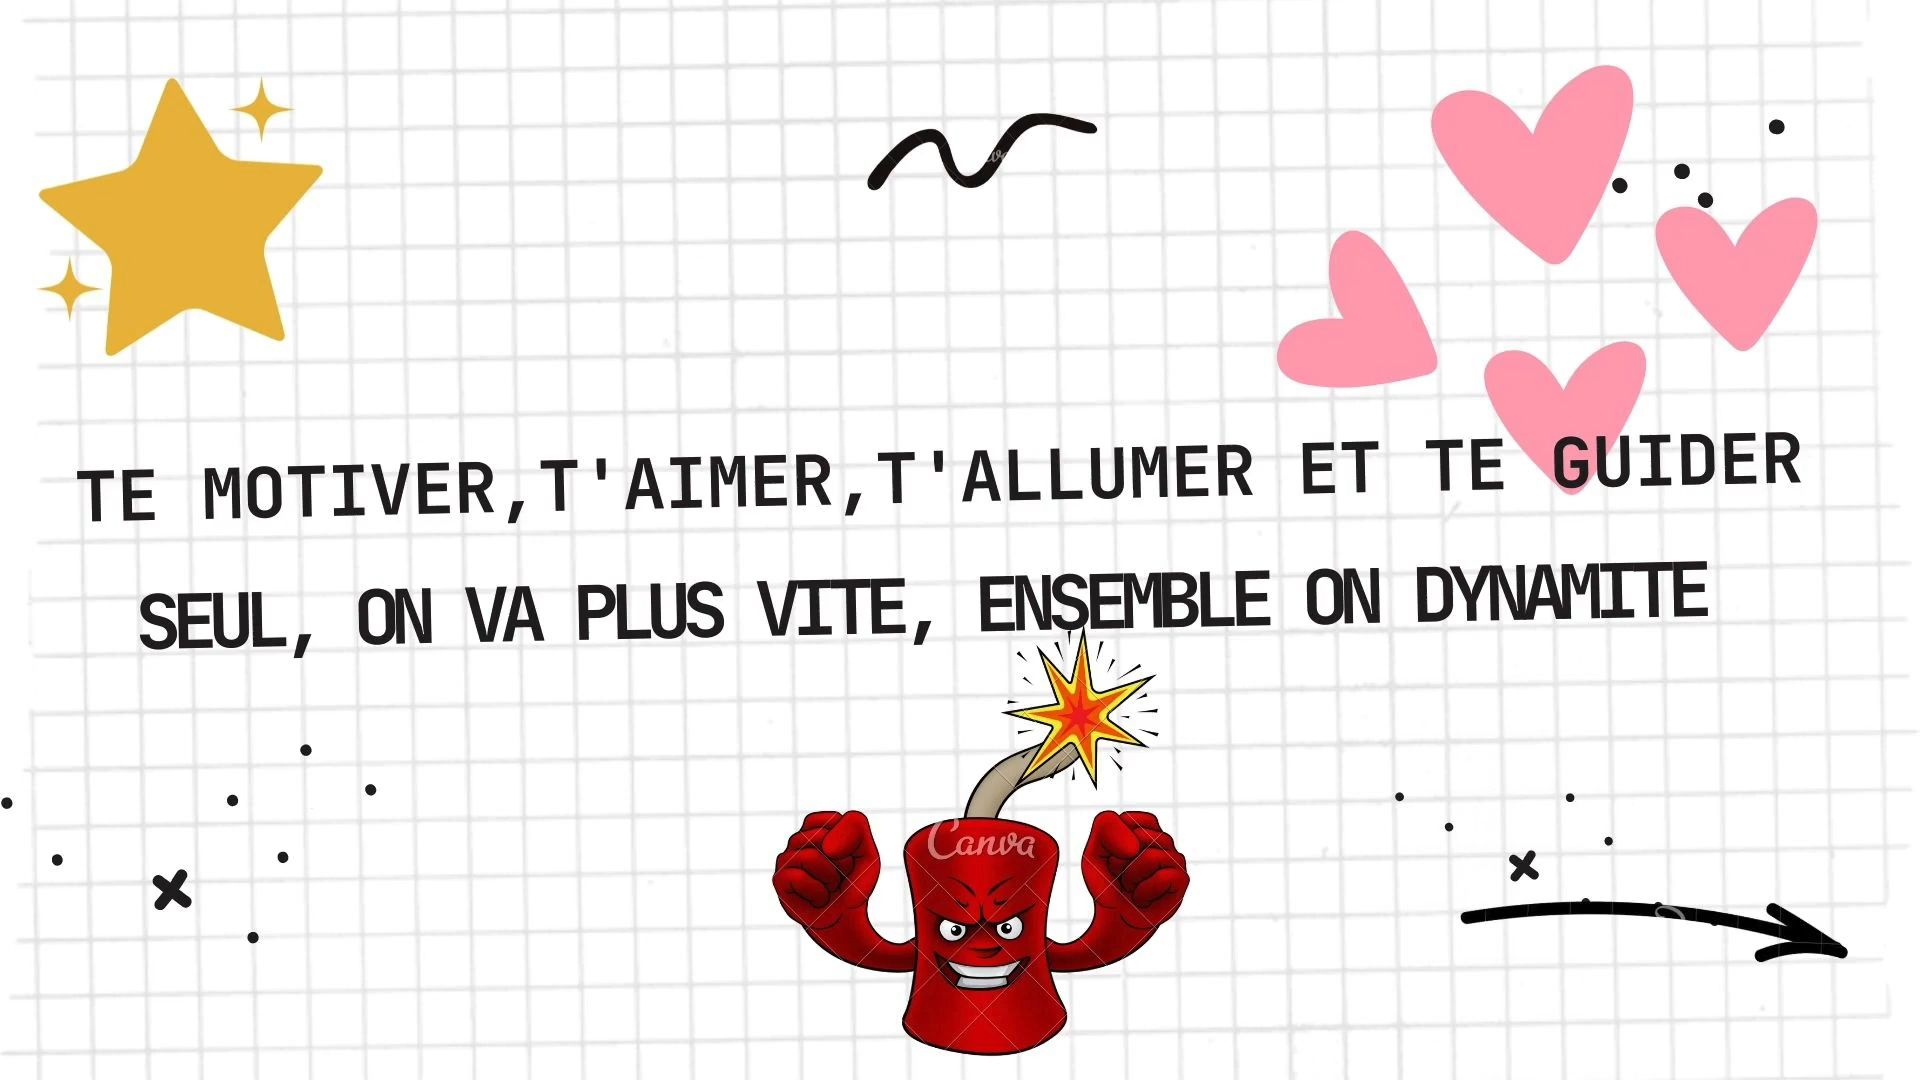 TE MOTIVER,T'AIMER,T'ALLUMER ET TE GUIDER
SEUL, ON VA PLUS VITE, ENSEMBLE ON DYNAMITE
Canva